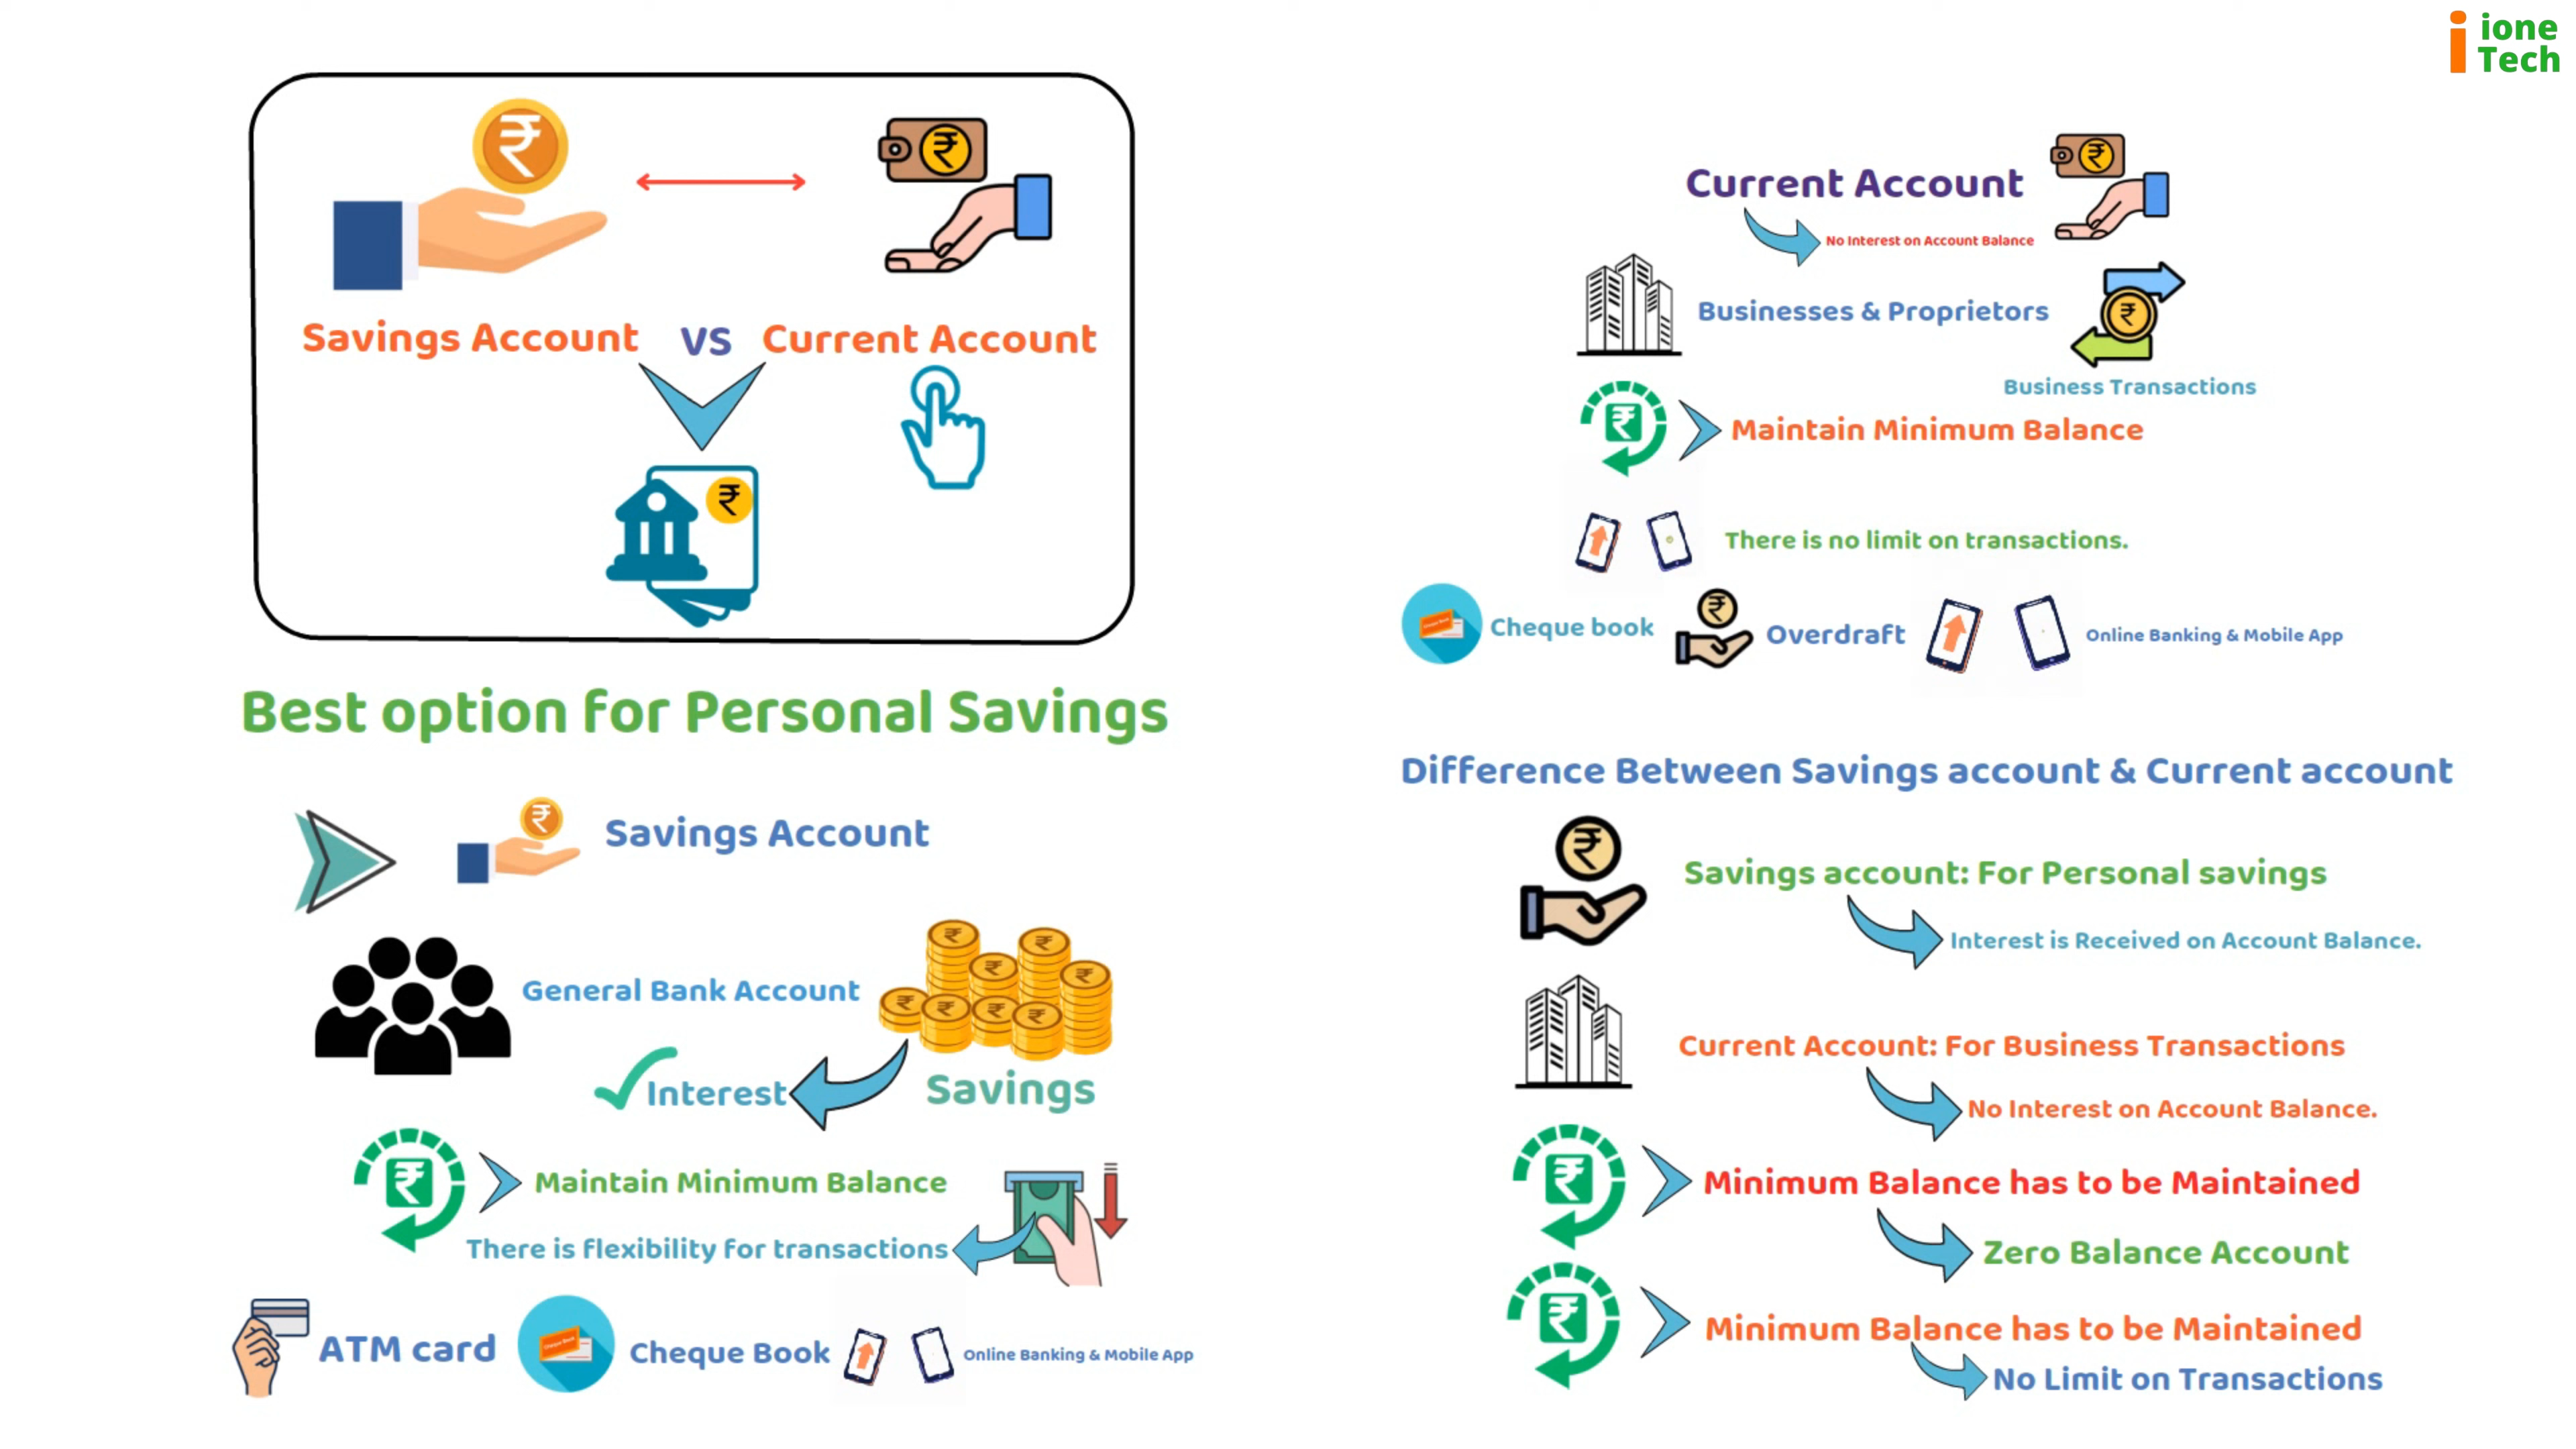 ione
Tech
Savings Account VS Current Account
Best option for Personal Savings
Savings Account
General Bank Account
Interest
Savings
Maintain Minimum Balance
There is flexibility for transactions
ATM card
Cheque Book
Online Banking & Mobile App
Current Account
No Interest on Account Balance
Businesses & Proprietors
Business Transactions
Maintain Minimum Balance
There is no limit on transactions.
Cheque book
Overdraft
Online Banking & Mobile App
Difference Between Savings account & Current account
Savings account: For Personal savings
Interest is Received on Account Balance.
Current Account: For Business Transactions
No Interest on Account Balance.
Minimum Balance has to be Maintained
Zero Balance Account
Minimum Balance has to be Maintained
No Limit on Transactions